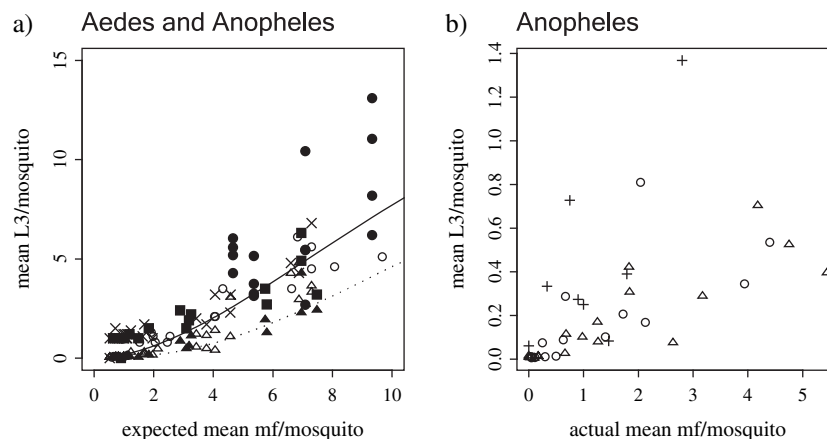 a) Aedes and Anopheles
mean L3/mosquito
15
10
5
0
0 2 4 6 8 10
expected mean mf/mosquito
b) Anopheles
mean L3/mosquito
1.4
1.2
1.0
0.8
0.6
0.4
0.2
0.0
0 1 2 3 4 5
actual mean mf/mosquito